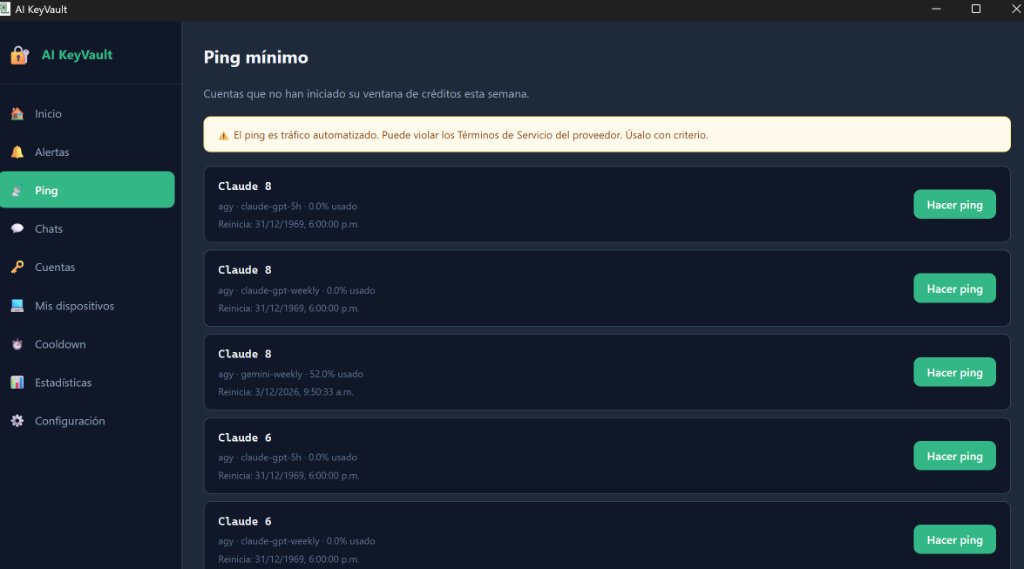 AI KeyVault
AI KeyVault
Inicio
Alertas
Ping
Chats
Cuentas
Mis dispositivos
Cooldown
Estadísticas
Configuración
Ping mínimo
Cuentas que no han iniciado su ventana de créditos esta semana.
⚠️ El ping es tráfico automatizado. Puede violar los Términos de Servicio del proveedor. Úsalo con criterio.
Claude 8
agy · claude-gpt-5h · 0.0% usado
Reinicia: 31/12/1969, 6:00:00 p.m.
Hacer ping
Claude 8
agy · claude-gpt-weekly · 0.0% usado
Reinicia: 31/12/1969, 6:00:00 p.m.
Hacer ping
Claude 8
agy · gemini-weekly · 52.0% usado
Reinicia: 3/12/2026, 9:50:33 a.m.
Hacer ping
Claude 6
agy · claude-gpt-5h · 0.0% usado
Reinicia: 31/12/1969, 6:00:00 p.m.
Hacer ping
Claude 6
agy · claude-gpt-weekly · 0.0% usado
Reinicia: 31/12/1969, 6:00:00 p.m.
Hacer ping